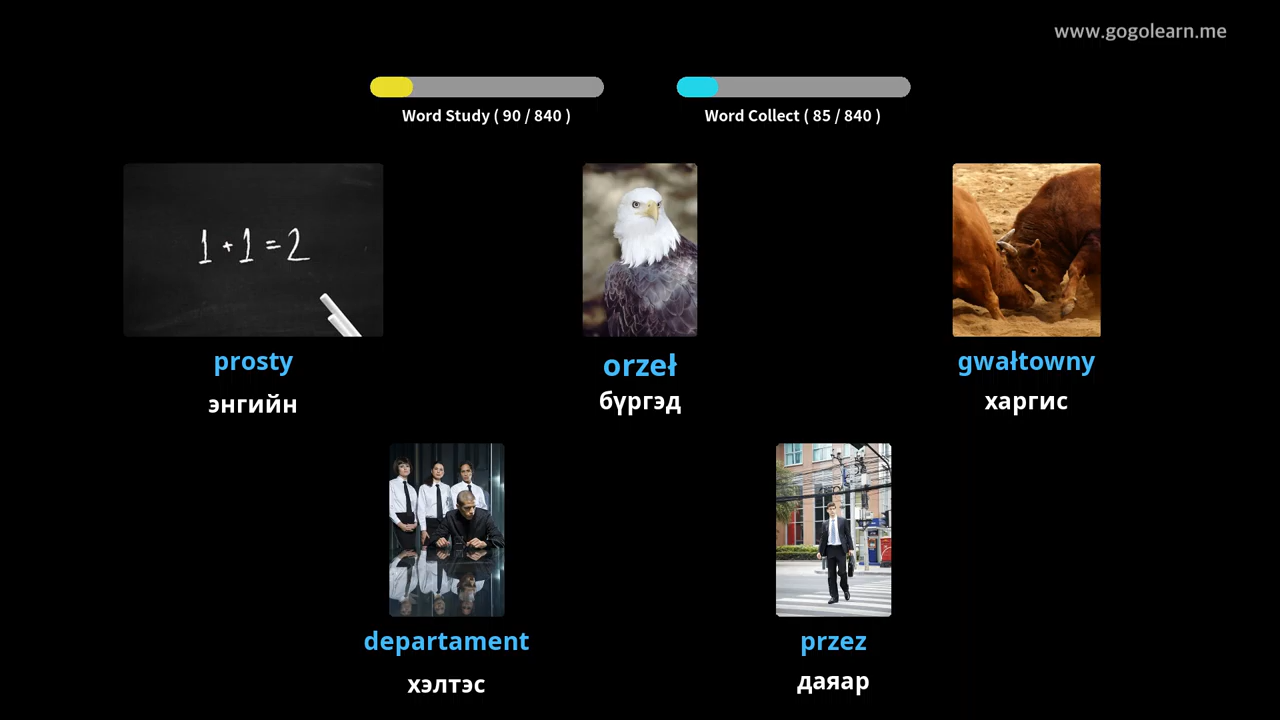 www.gogolearn.me
Word Study ( 90 / 840 )
Word Collect ( 85 / 840 )
1 + 1 = 2
prosty
энгийн
orzeł
бүргэд
gwałtowny
харгис
departament
хэлтэс
przez
даяар